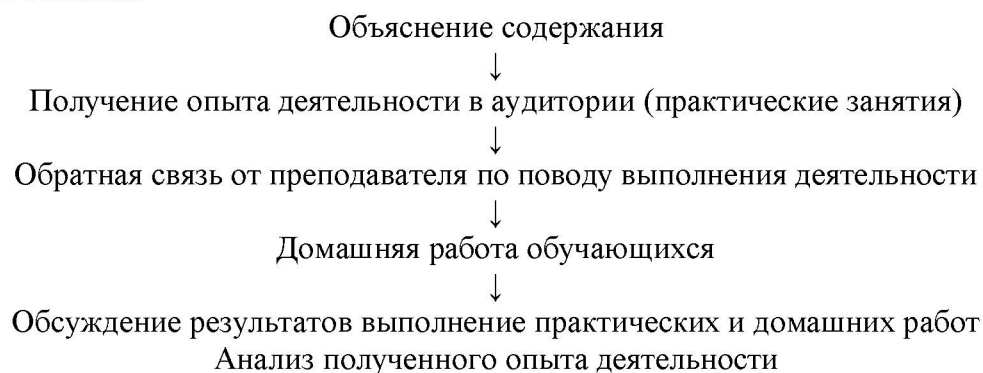 Объяснение содержания
↓
Получение опыта деятельности в аудитории (практические занятия)
↓
Обратная связь от преподавателя по поводу выполнения деятельности
↓
Домашняя работа обучающихся
↓
Обсуждение результатов выполнение практических и домашних работ
Анализ полученного опыта деятельности